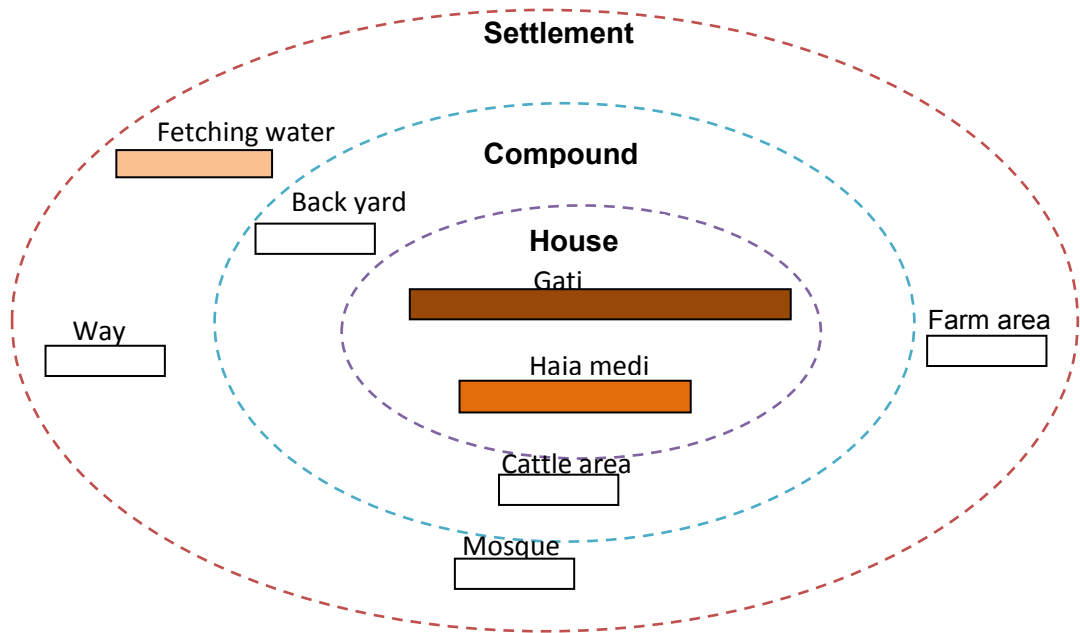 Settlement
Fetching water
Compound
Back yard
House
Gati
Way
Farm area
Haia medi
Cattle area
Mosque